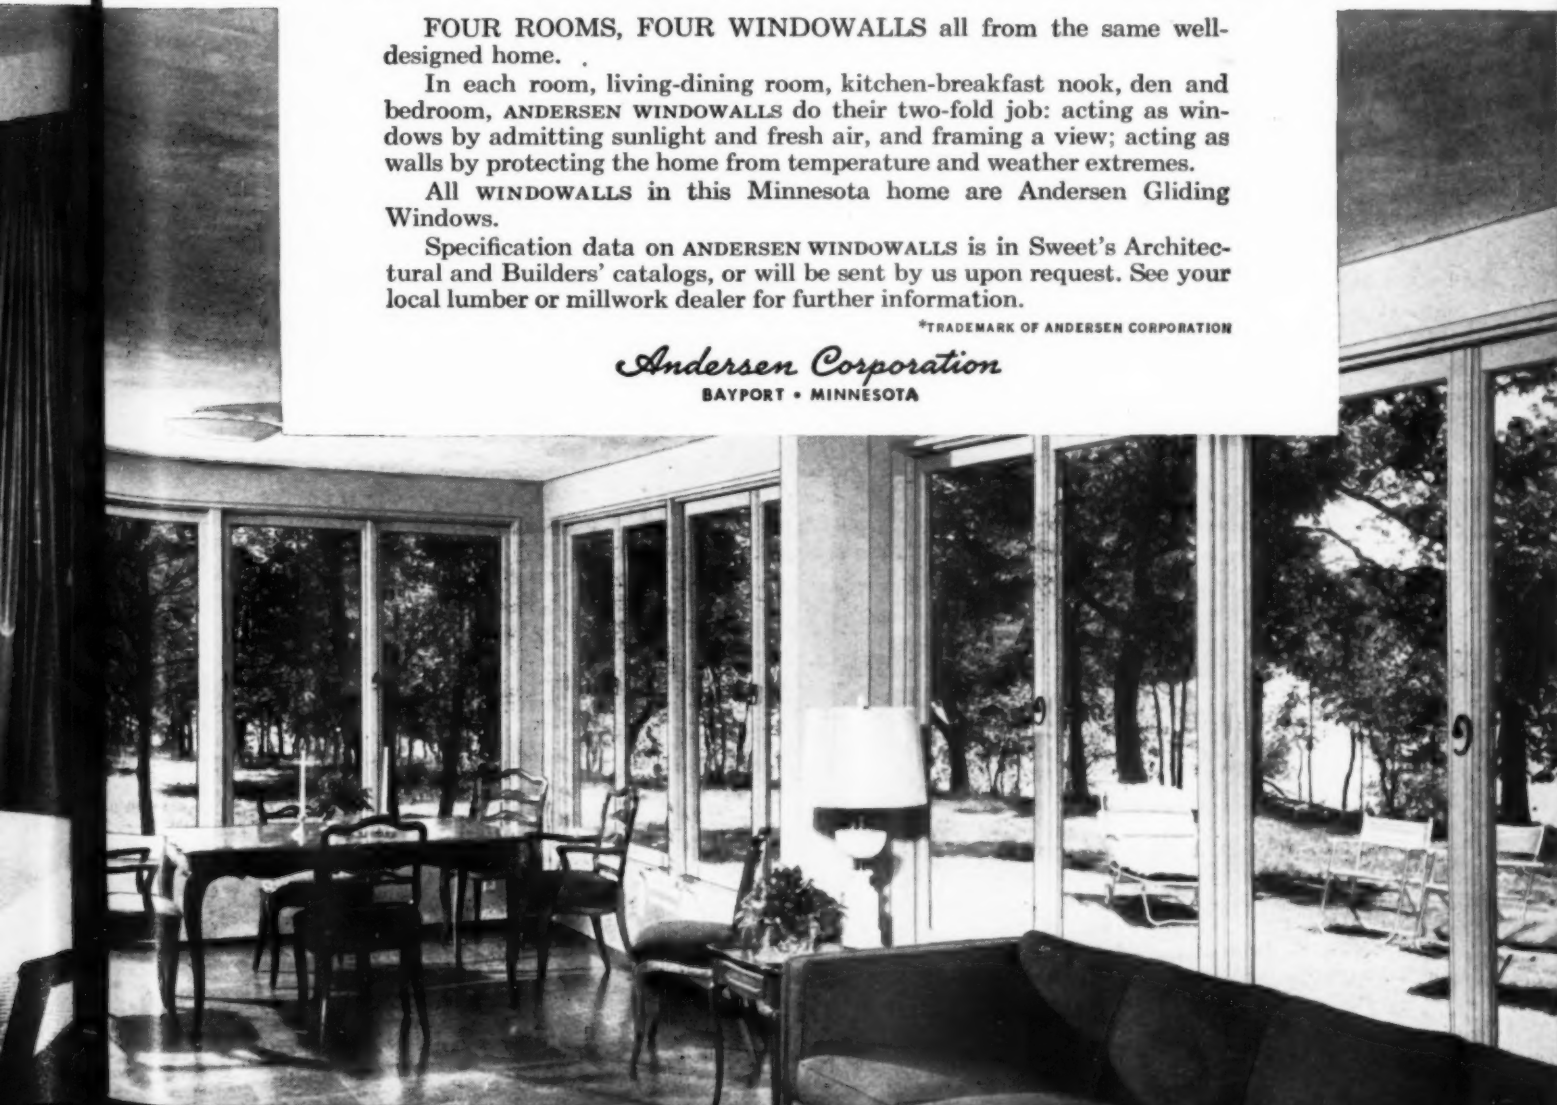 FOUR ROOMS, FOUR WINDOWALLS all from the same well-
designed home.
In each room, living-dining room, kitchen-breakfast nook, den and
bedroom, ANDERSEN WINDOWALLS do their two-fold job: acting as win-
dows by admitting sunlight and fresh air, and framing a view; acting as
walls by protecting the home from temperature and weather extremes.
All WINDOWALLS in this Minnesota home are Andersen Gliding
Windows.
Specification data on ANDERSEN WINDOWALLS is in Sweet's Architec-
tural and Builders' catalogs, or will be sent by us upon request. See your
local lumber or millwork dealer for further information.
*TRADEMARK OF ANDERSEN CORPORATION
Andersen Corporation
BAYPORT • MINNESOTA